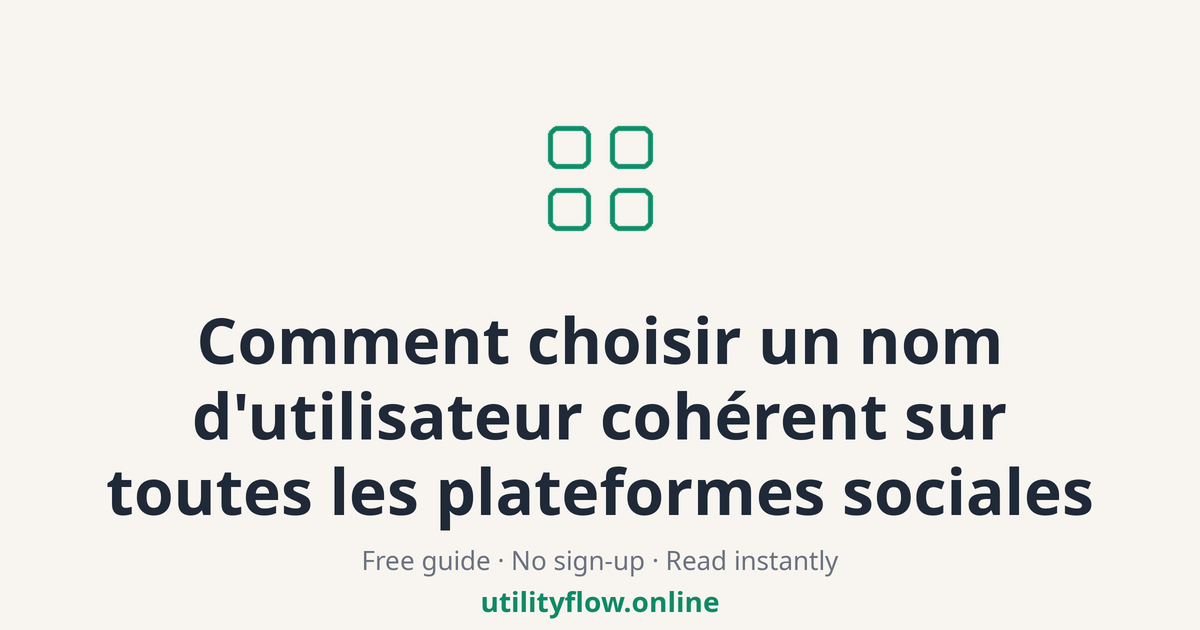 Comment choisir un nom
d'utilisateur cohérent sur
toutes les plateformes sociales
Free guide · No sign-up · Read instantly
utilityflow.online